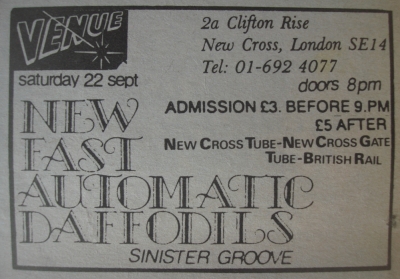 VENUE
2a Clifton Rise
New Cross, London SE14
Tel: 01-692 4077
saturday 22 sept
doors 8pm
ADMISSION £3. BEFORE 9.PM
£5 AFTER
NEW CROSS TUBE-NEW CROSS GATE
TUBE-BRITISH RAIL
NEW
FAST
AUTOMATIC
DAFFODILS
SINISTER GROOVE